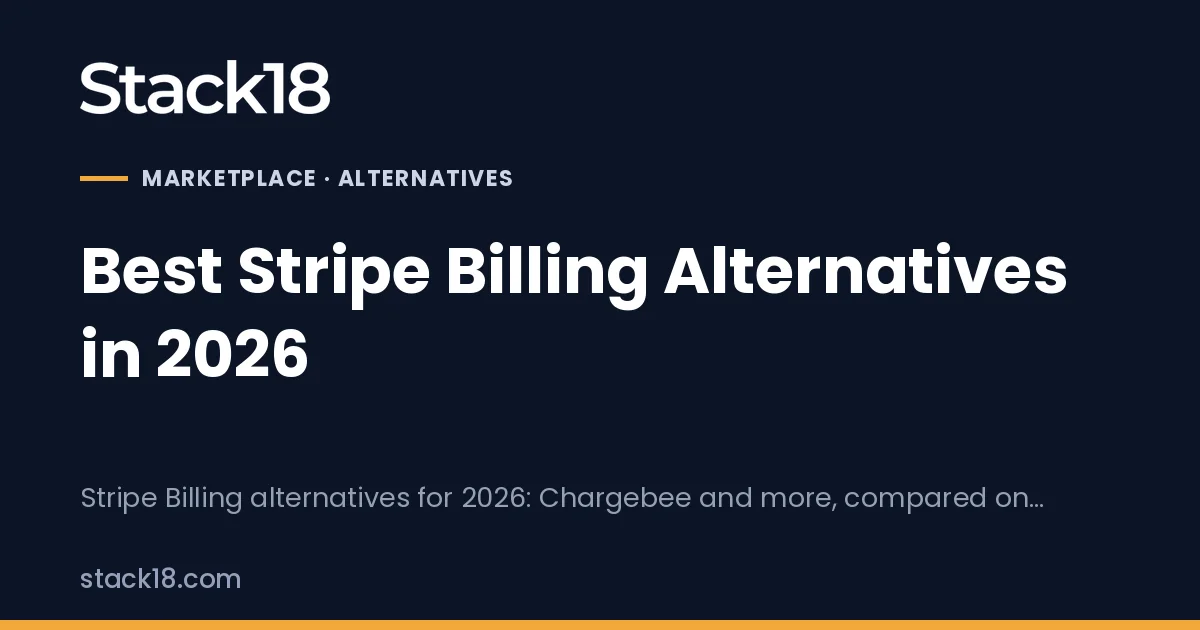 Stack18
MARKETPLACE · ALTERNATIVES
Best Stripe Billing Alternatives
in 2026
Stripe Billing alternatives for 2026: Chargebee and more, compared on...
stack18.com